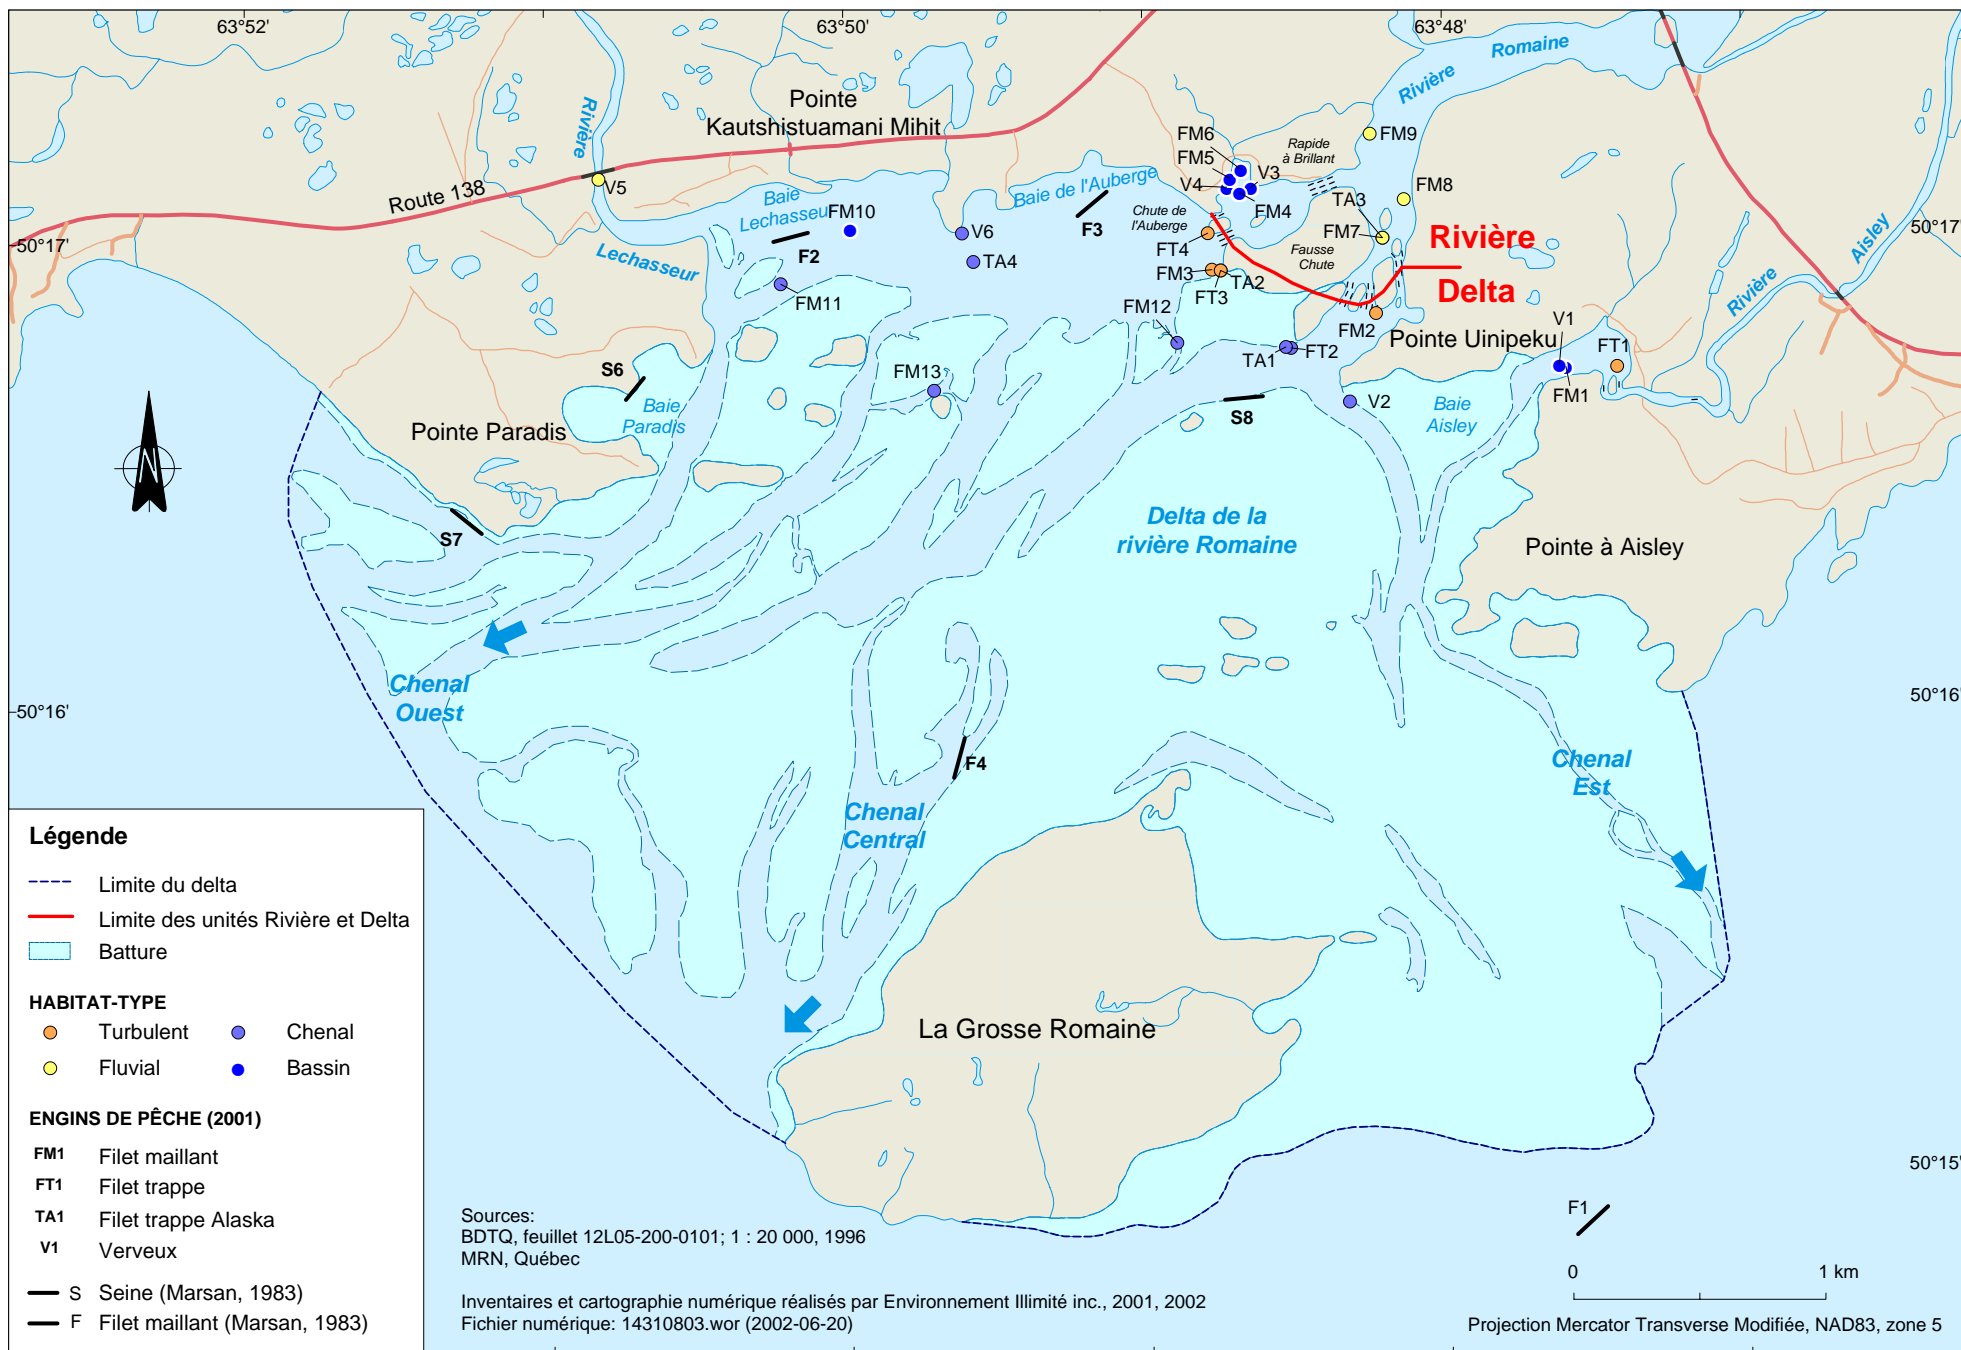 63°52'
63°50'
63°48'
Romaine
Rivière
Pointe
Kautshistuamani Mihit
Rivière
FM6
FM5
V4
V3
FM4
Rapide
à Brillant
FM9
FM8
TA3
FM7
V5
Route 138
Baie
Lechasseur
FM10
Baie de l'Auberge
F3
Chute de
l'Auberge
FT4
Fausse
Chute
Rivière
Delta
Aisley
Rivière
50°17'
50°17'
Lechasseur
F2
V6
TA4
FM11
FM3
TA2
FT3
FM12
FM2
Pointe Uinipeku
V1
FT1
TA1
FT2
FM1
S6
FM13
Baie
Paradis
S8
V2
Baie
Aisley
Pointe Paradis
N
S7
Delta de la
rivière Romaine
Pointe à Aisley
Chenal
Ouest
50°16'
50°16'
F4
Chenal
Est
Chenal
Central
La Grosse Romaine
50°15'
F1
Légende
Limite du delta
Limite des unités Rivière et Delta
Batture
HABITAT-TYPE
Turbulent
Chenal
Fluvial
Bassin
ENGINS DE PÊCHE (2001)
FM1 Filet maillant
FT1 Filet trappe
TA1 Filet trappe Alaska
V1 Verveux
S Seine (Marsan, 1983)
F Filet maillant (Marsan, 1983)
Sources:
BDTQ, feuillet 12L05-200-0101; 1 : 20 000, 1996
MRN, Québec
Inventaires et cartographie numérique réalisés par Environnement Illimité inc., 2001, 2002
Fichier numérique: 14310803.wor (2002-06-20)
0 1 km
Projection Mercator Transverse Modifiée, NAD83, zone 5